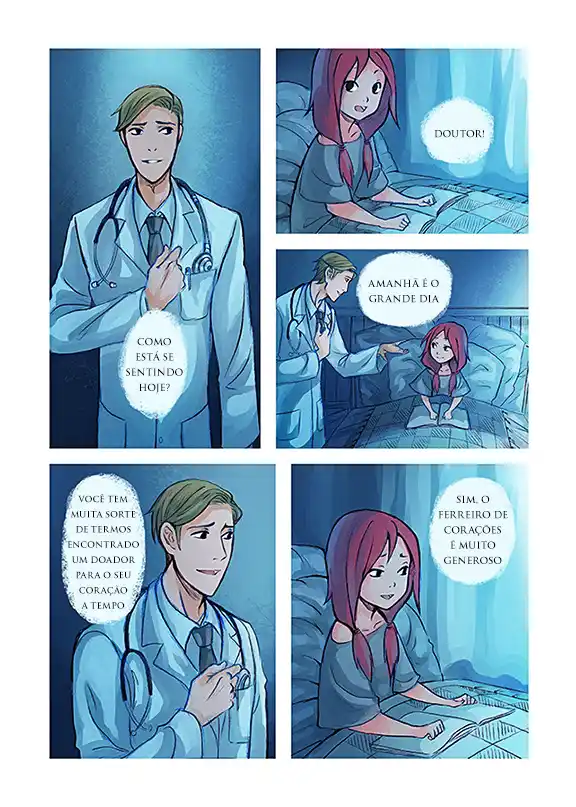 COMO
ESTÁ SE
SENTINDO
HOJE?
DOUTOR!
AMANHÃ É O
GRANDE DIA
VOCÊ TEM
MUITA SORTE
DE TERMOS
ENCONTRADO
UM DOADOR
PARA O SEU
CORAÇÃO
A TEMPO
SIM, O
FERREIRO DE
CORAÇÕES
É MUITO
GENEROSO